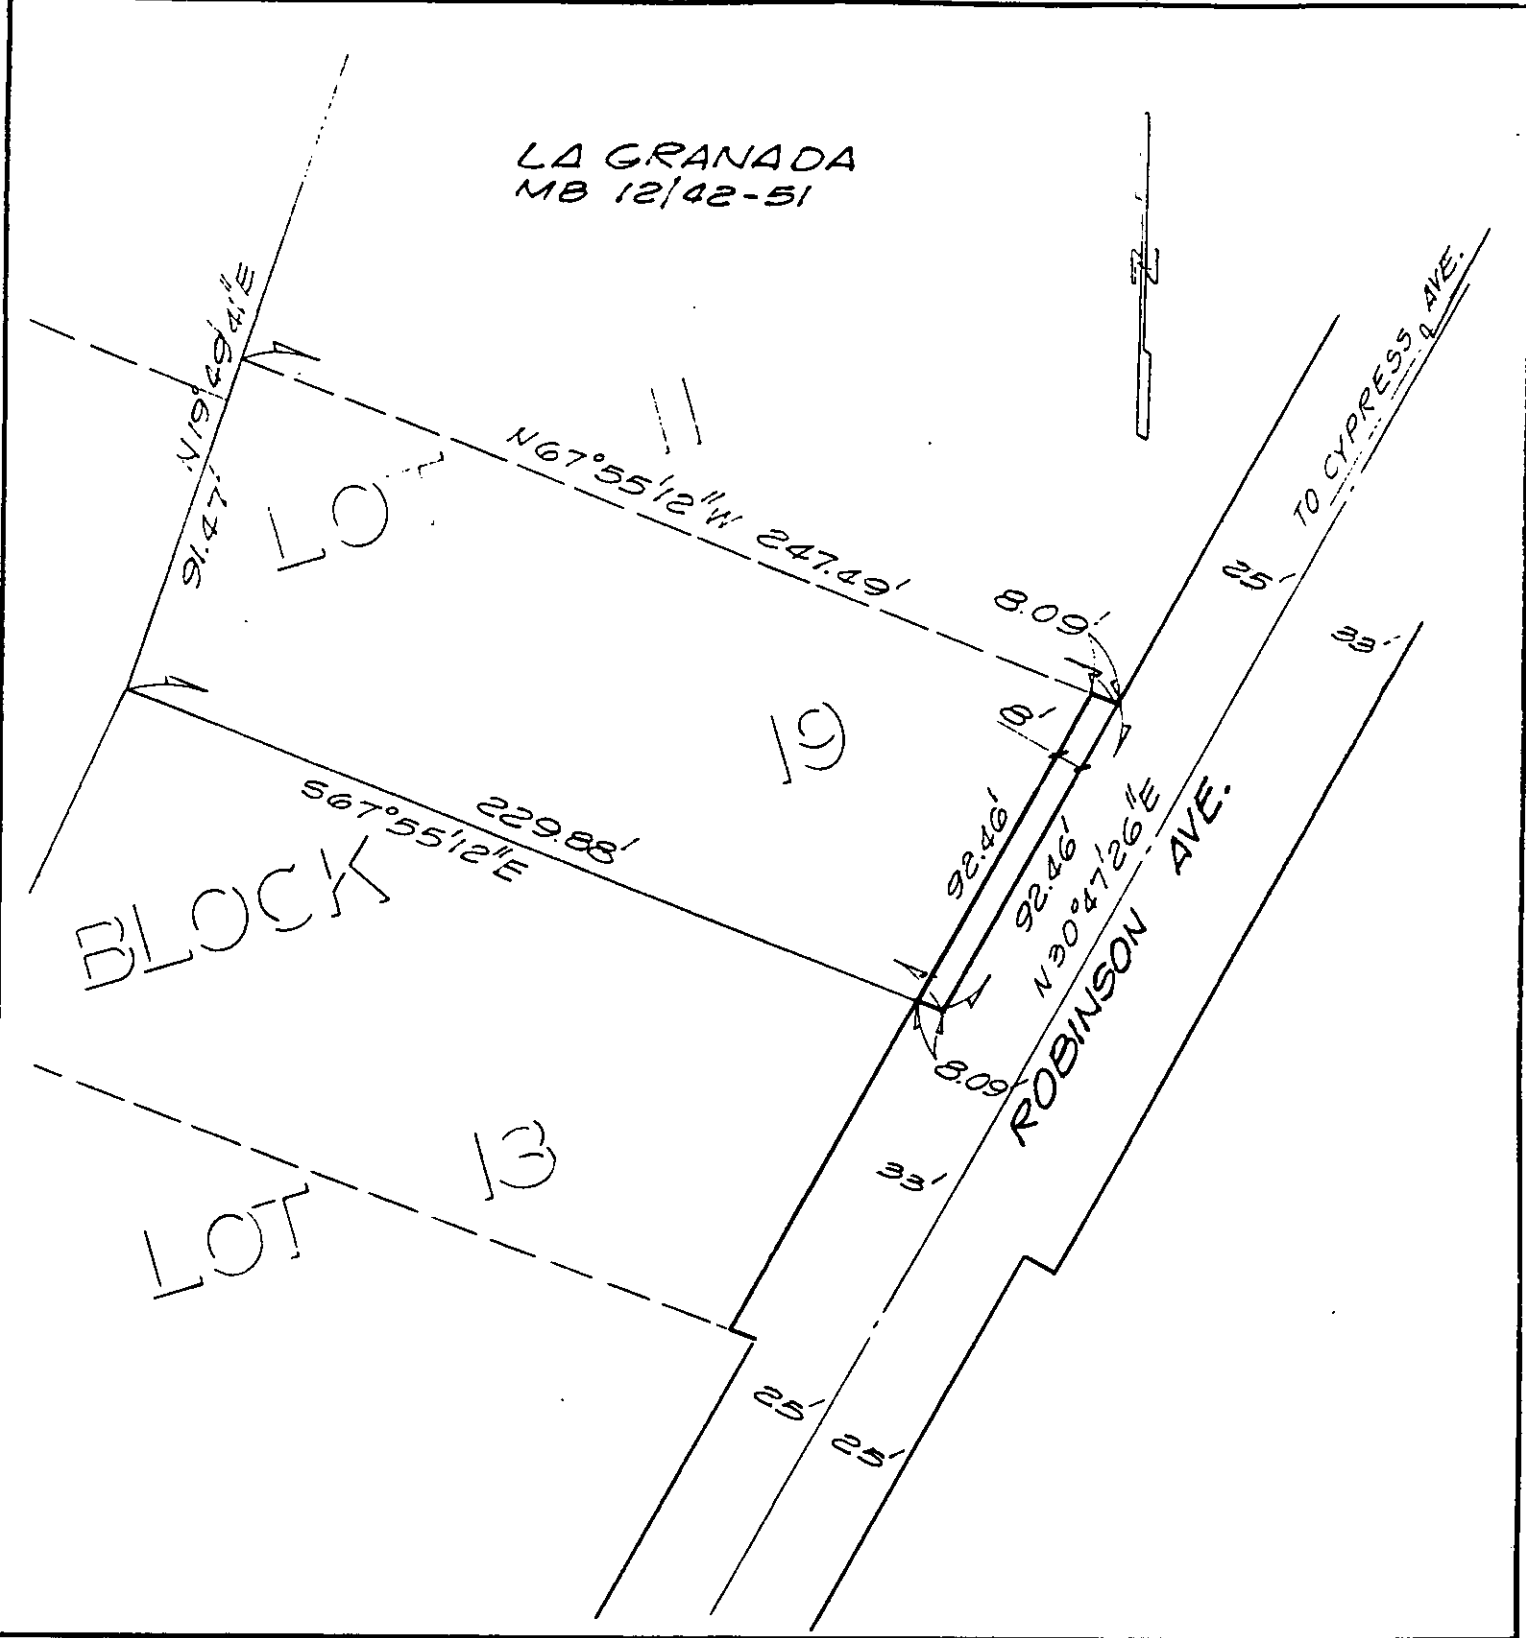 LA GRANADA
MB 12/42-51
N
N19°49'41"E
91.47'
LOT 11
N67°55'12"W 247.49'
8.09'
8'
19
TO CYPRESS AVE.
25'
33'
229.88'
S67°55'12"E
BLOCK
92.46'
92.46'
N30°47'26"E
ROBINSON AVE.
8.09'
33'
LOT 13
25'
25'